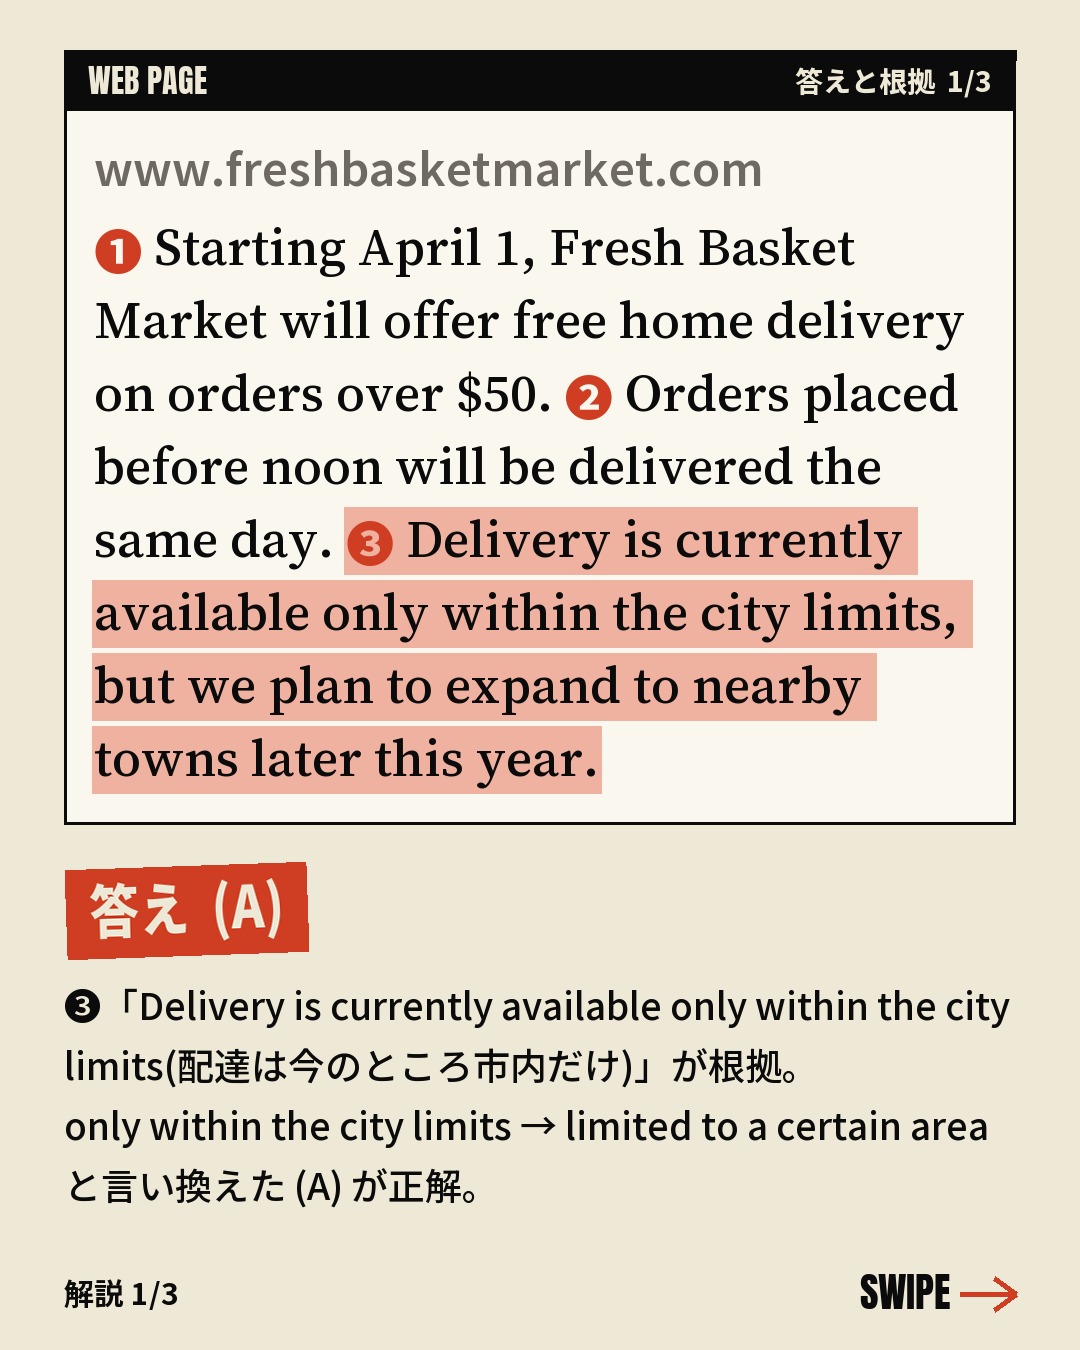 WEB PAGE
答えと根拠 1/3
www.freshbasketmarket.com
❶ Starting April 1, Fresh Basket
Market will offer free home delivery
on orders over $50. ❷ Orders placed
before noon will be delivered the
same day. ❸ Delivery is currently
available only within the city limits,
but we plan to expand to nearby
towns later this year.
答え (A)
❸「Delivery is currently available only within the city
limits(配達は今のところ市内だけ)」が根拠。
only within the city limits → limited to a certain area
と言い換えた (A) が正解。
解説 1/3
SWIPE →